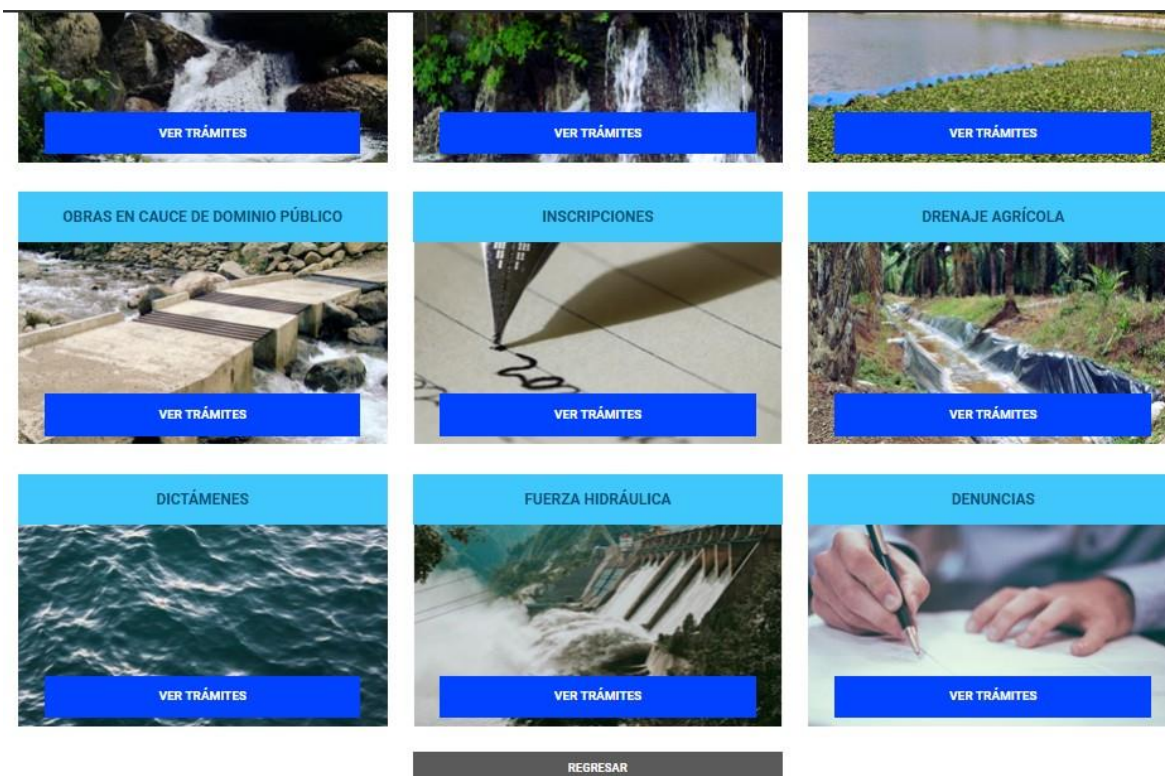 VER TRÁMITES
VER TRÁMITES
VER TRÁMITES
OBRAS EN CAUCE DE DOMINIO PÚBLICO
INSCRIPCIONES
DRENAJE AGRÍCOLA
VER TRÁMITES
VER TRÁMITES
VER TRÁMITES
DICTÁMENES
FUERZA HIDRÁULICA
DENUNCIAS
VER TRÁMITES
VER TRÁMITES
VER TRÁMITES
REGRESAR